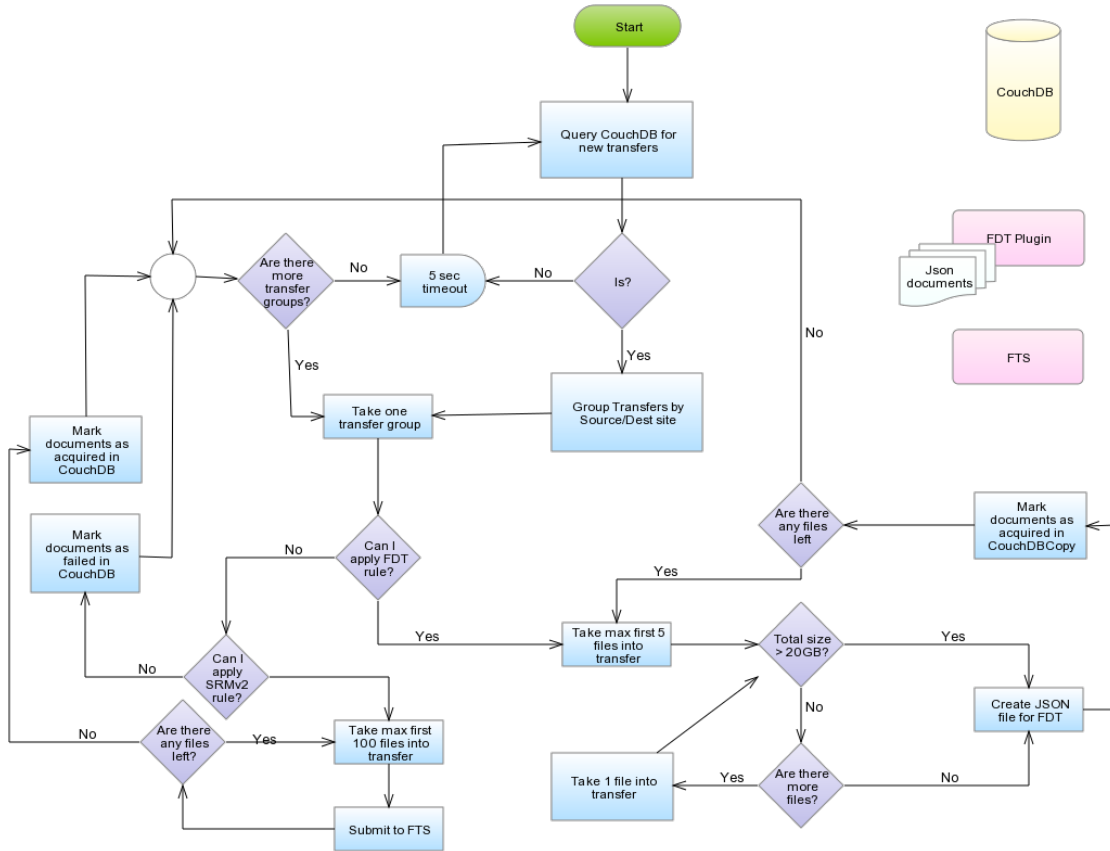 Start
CouchDB
Query CouchDB for
new transfers
FDT Plugin
Json
documents
Are there
more
transfer
groups?
No
5 sec
timeout
No
Is?
No
FTS
Yes
Yes
Take one
transfer group
Group Transfers by
Source/Dest site
Mark
documents as
acquired in
CouchDB
Mark
documents as
failed in
CouchDB
No
Can I
apply FDT
rule?
Are there
any files
left
Mark
documents as
acquired in
CouchDBCopy
Yes
Yes
Take max first 5
files into
transfer
Total size
> 20GB?
Yes
No
Can I
apply
SRMv2
rule?
No
Create JSON
file for FDT
No
Are there
any files
left?
Yes
Take max first
100 files into
transfer
Take 1 file into
transfer
Yes
Are there
more
files?
No
Submit to FTS